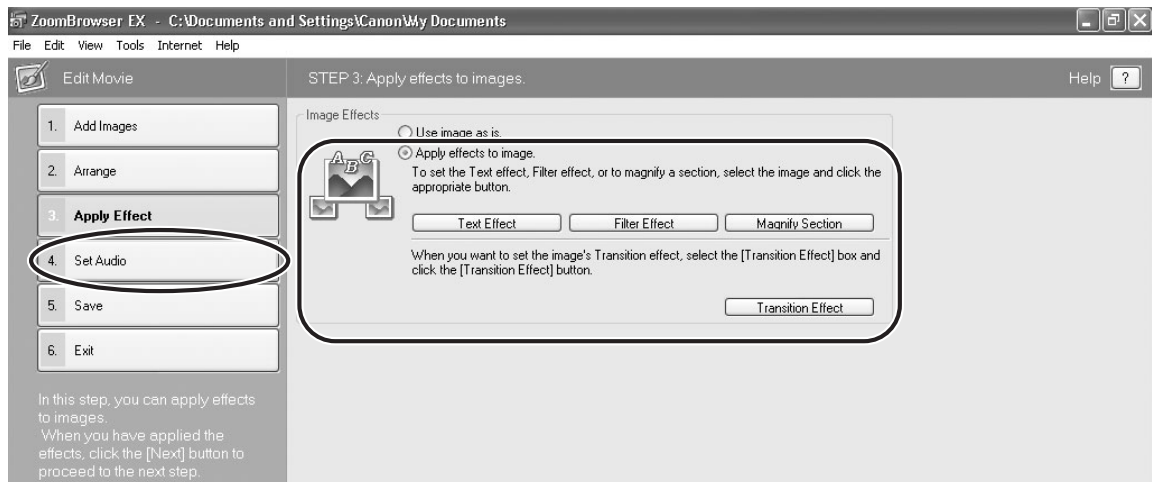 ZoomBrowser EX - C:\Documents and Settings\Canon\My Documents
File Edit View Tools Internet Help
Edit Movie
STEP 3: Apply effects to images.
Help ?
1. Add Images
2. Arrange
3. Apply Effect
4. Set Audio
5. Save
6. Exit
In this step, you can apply effects
to images.
When you have applied the
effects, click the [Next] button to
proceed to the next step.
Image Effects
Use image as is.
Apply effects to image.
ABC
To set the Text effect, Filter effect, or to magnify a section, select the image and click the
appropriate button.
Text Effect Filter Effect Magnify Section
When you want to set the image's Transition effect, select the [Transition Effect] box and
click the [Transition Effect] button.
Transition Effect